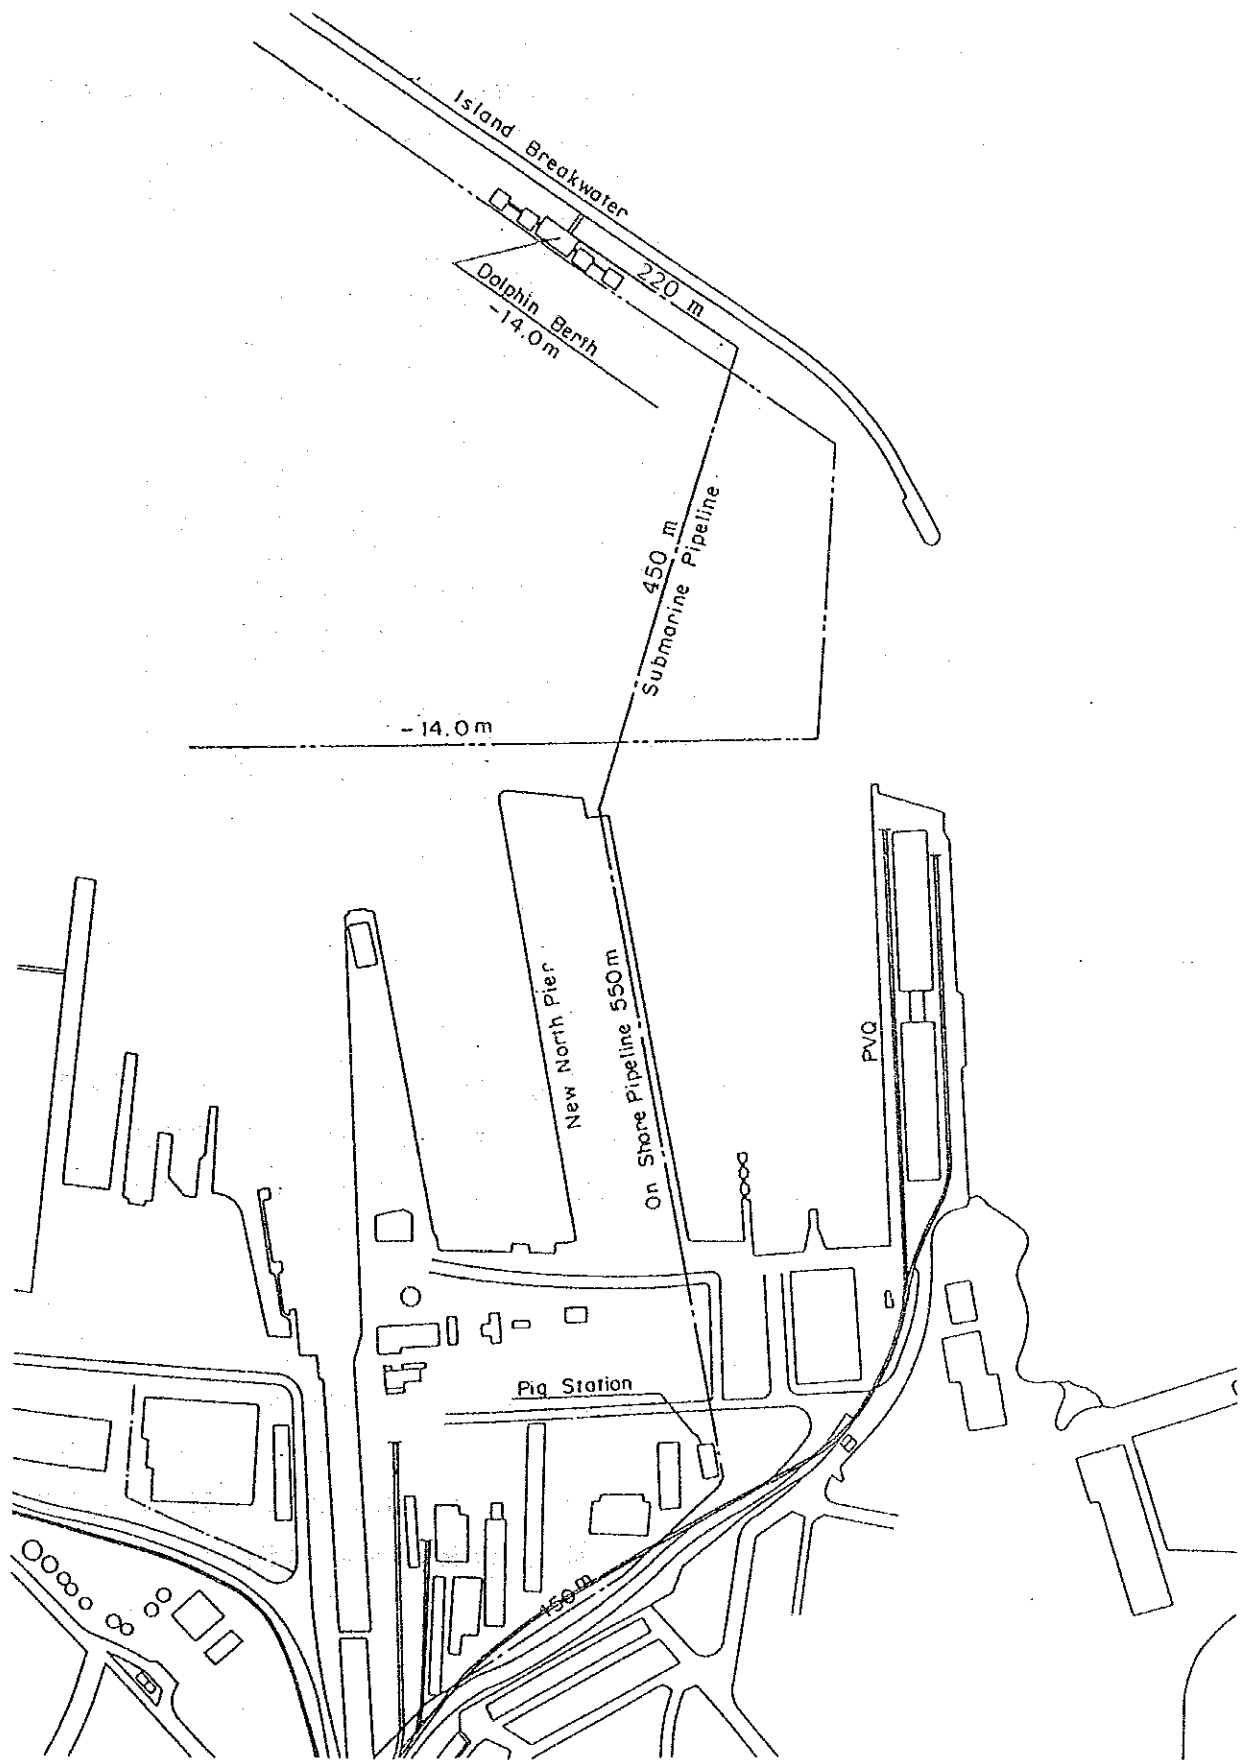 Island Breakwater
220 m
Dolphin Berth
-14.0m
450 m
Submarine Pipeline
-14.0m
New North Pier
On Shore Pipeline 550m
PVQ
Pig Station
150m